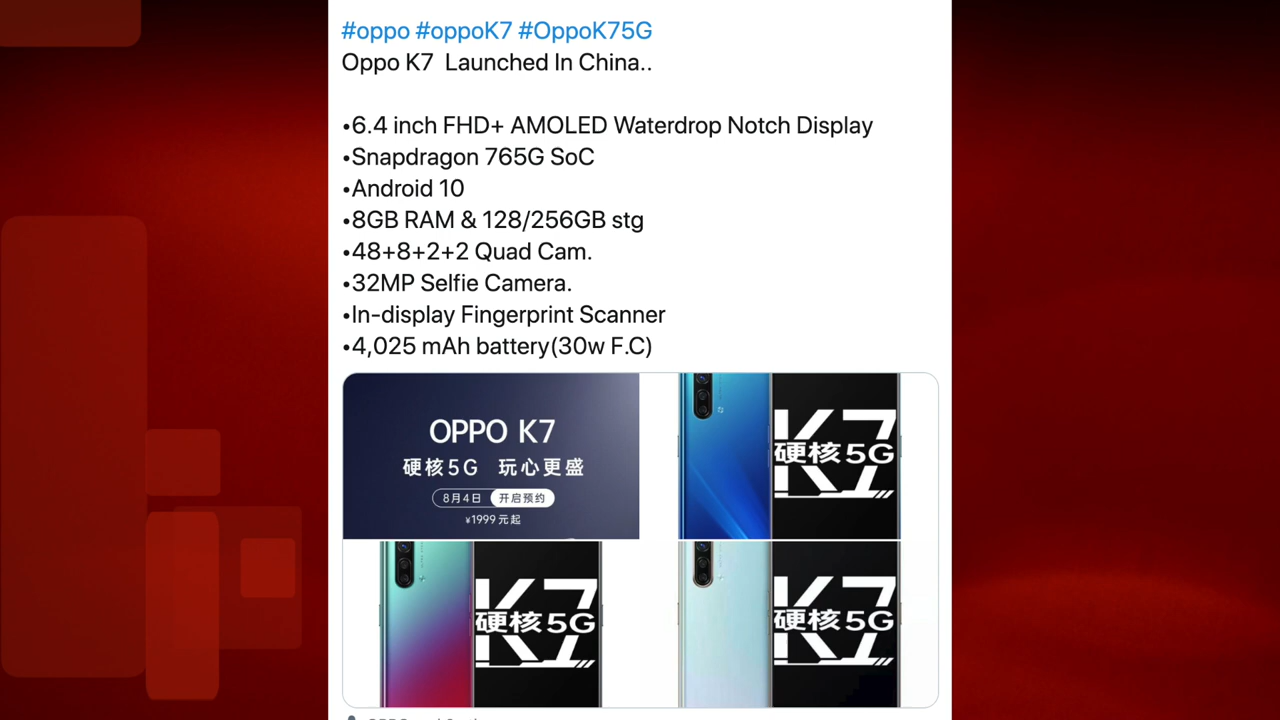 #oppo #oppoK7 #OppoK75G
Oppo K7 Launched In China..
•6.4 inch FHD+ AMOLED Waterdrop Notch Display
•Snapdragon 765G SoC
•Android 10
•8GB RAM & 128/256GB stg
•48+8+2+2 Quad Cam.
•32MP Selfie Camera.
•In-display Fingerprint Scanner
•4,025 mAh battery(30w F.C)
OPPO K7
硬核5G 玩心更盛
8月4日 开启预约
¥1999元起
K7
硬核5G
K7
硬核5G
K7
硬核5G